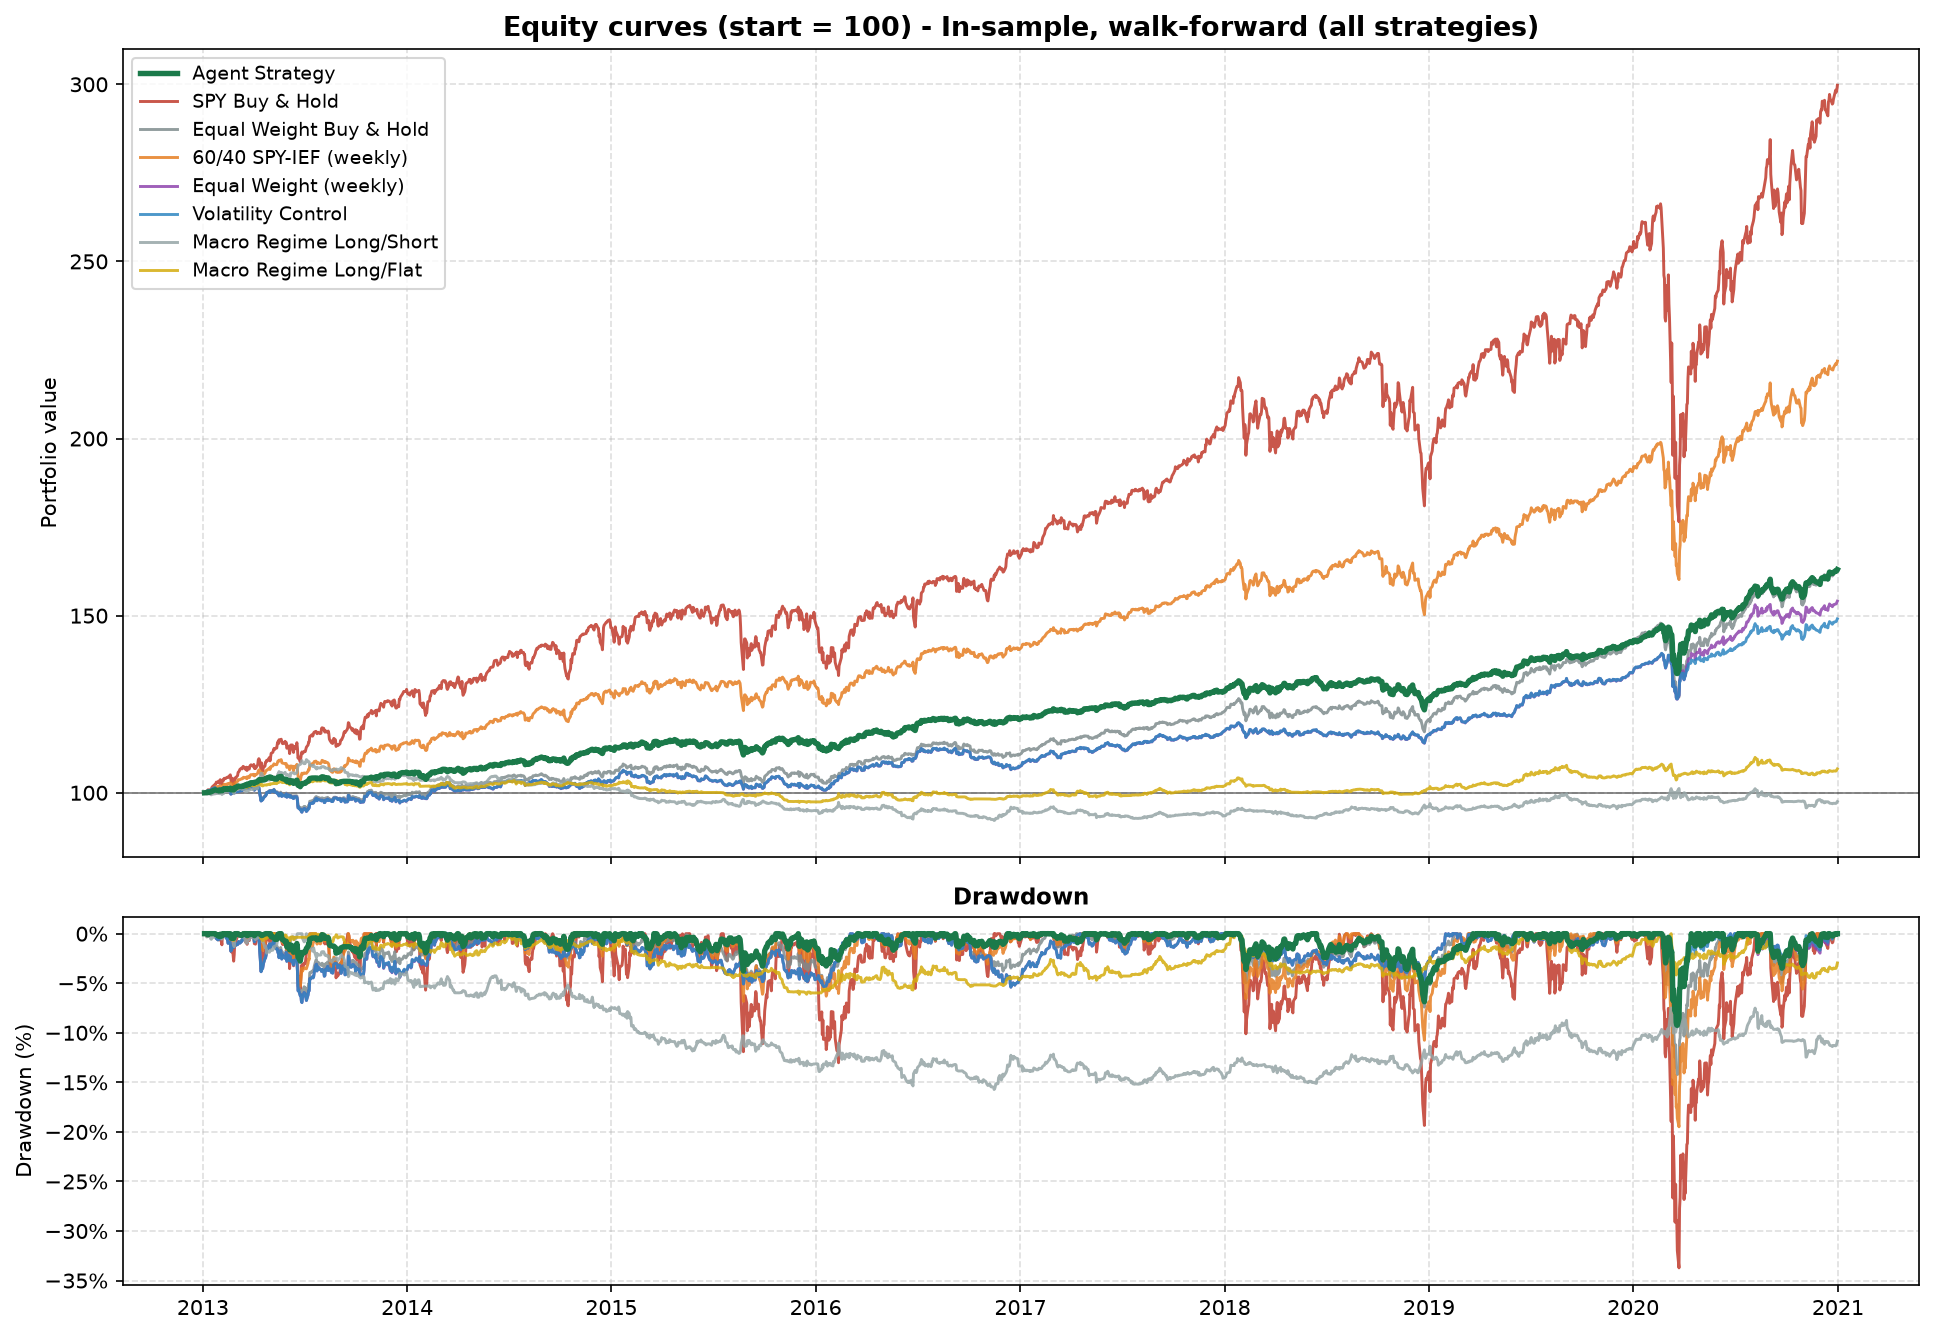 Equity curves (start = 100) - In-sample, walk-forward (all strategies)
Agent Strategy
SPY Buy & Hold
Equal Weight Buy & Hold
60/40 SPY-IEF (weekly)
Equal Weight (weekly)
Volatility Control
Macro Regime Long/Short
Macro Regime Long/Flat
Portfolio value
300
250
200
150
100
Drawdown
Drawdown (%)
0%
−5%
−10%
−15%
−20%
−25%
−30%
−35%
2013 2014 2015 2016 2017 2018 2019 2020 2021